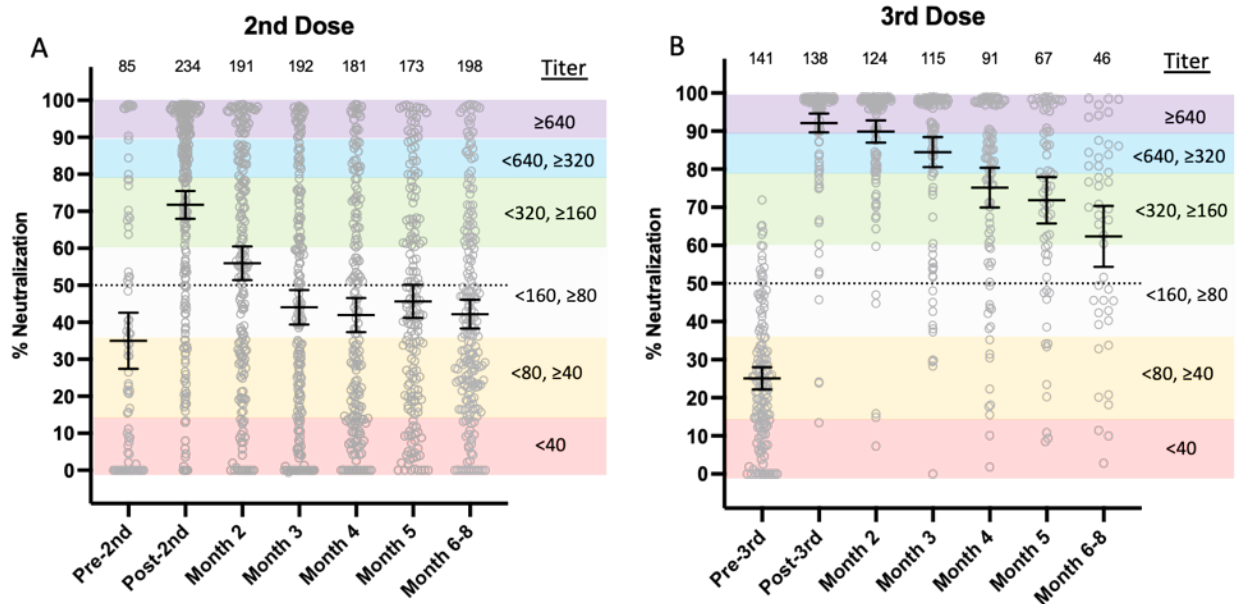 2nd Dose
A
85 234 191 192 181 173 198 Titer
100
90
80
70
60
50
40
30
20
10
0
% Neutralization
≥640
<640, ≥320
<320, ≥160
<160, ≥80
<80, ≥40
<40
Pre-2nd
Post-2nd
Month 2
Month 3
Month 4
Month 5
Month 6-8
3rd Dose
B
141 138 124 115 91 67 46 Titer
100
90
80
70
60
50
40
30
20
10
0
% Neutralization
≥640
<640, ≥320
<320, ≥160
<160, ≥80
<80, ≥40
<40
Pre-3rd
Post-3rd
Month 2
Month 3
Month 4
Month 5
Month 6-8